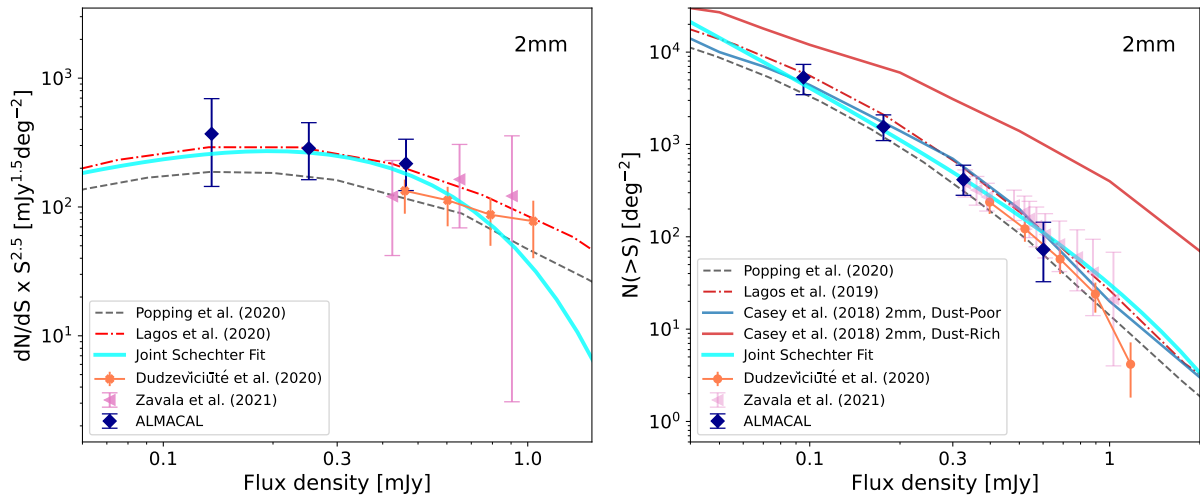 2mm
dN/dS x S^2.5 [mJy^1.5deg^−2]
10^3
10^2
10^1
Popping et al. (2020)
Lagos et al. (2020)
Joint Schechter Fit
Dudzevičiūtė et al. (2020)
Zavala et al. (2021)
ALMACAL
0.1
0.3
1.0
Flux density [mJy]
2mm
N(>S) [deg^−2]
10^4
10^3
10^2
10^1
10^0
Popping et al. (2020)
Lagos et al. (2019)
Casey et al. (2018) 2mm, Dust-Poor
Casey et al. (2018) 2mm, Dust-Rich
Joint Schechter Fit
Dudzevičiūtė et al. (2020)
Zavala et al. (2021)
ALMACAL
0.1
0.3
1
Flux density [mJy]